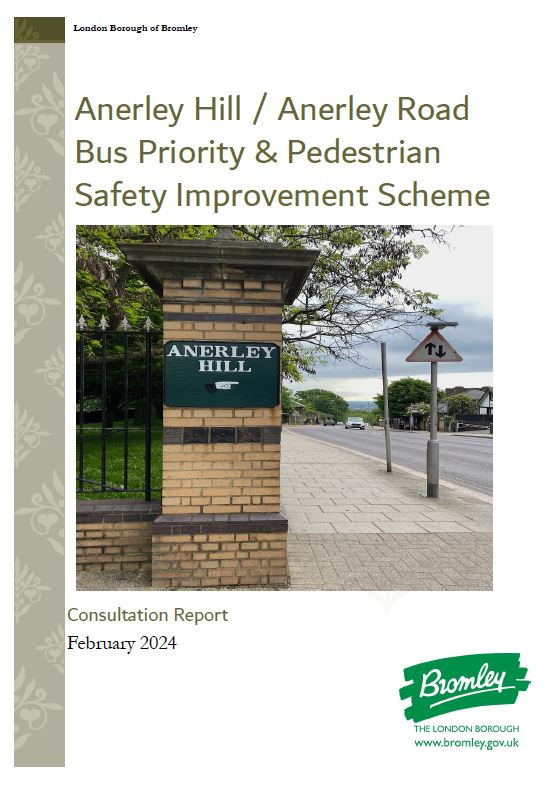 London Borough of Bromley
Anerley Hill / Anerley Road
Bus Priority & Pedestrian
Safety Improvement Scheme
ANERLEY
HILL
Consultation Report
February 2024
Bromley
THE LONDON BOROUGH
www.bromley.gov.uk